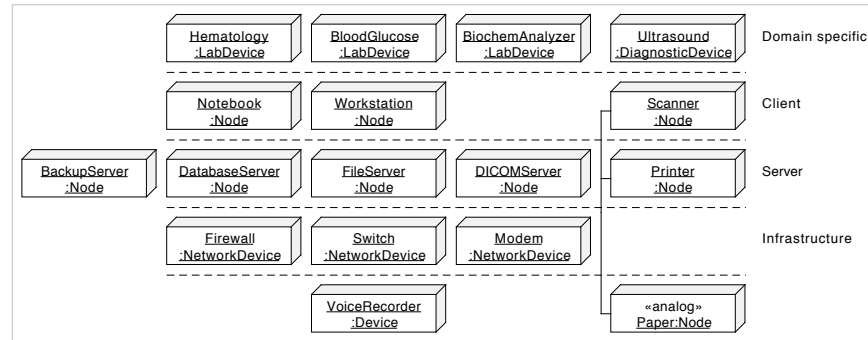 Hematology
:LabDevice
BloodGlucose
:LabDevice
BiochemAnalyzer
:LabDevice
Ultrasound
:DiagnosticDevice
Domain specific
Notebook
:Node
Workstation
:Node
Scanner
:Node
Client
BackupServer
:Node
DatabaseServer
:Node
FileServer
:Node
DICOMServer
:Node
Printer
:Node
Server
Firewall
:NetworkDevice
Switch
:NetworkDevice
Modem
:NetworkDevice
Infrastructure
VoiceRecorder
:Device
«analog»
Paper:Node